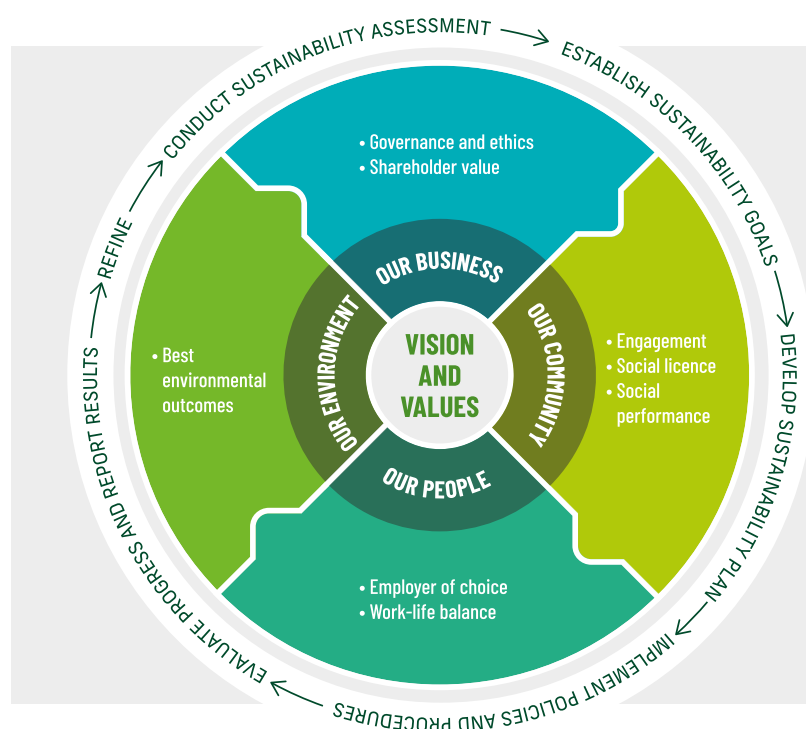 CONDUCT SUSTAINABILITY ASSESSMENT
ESTABLISH SUSTAINABILITY GOALS
DEVELOP SUSTAINABILITY PLAN
IMPLEMENT POLICIES AND PROCEDURES
EVALUATE PROGRESS AND REPORT RESULTS
REFINE
• Governance and ethics
• Shareholder value
OUR BUSINESS
• Engagement
• Social licence
• Social
performance
OUR COMMUNITY
• Employer of choice
• Work-life balance
OUR PEOPLE
• Best
environmental
outcomes
OUR ENVIRONMENT
VISION
AND
VALUES